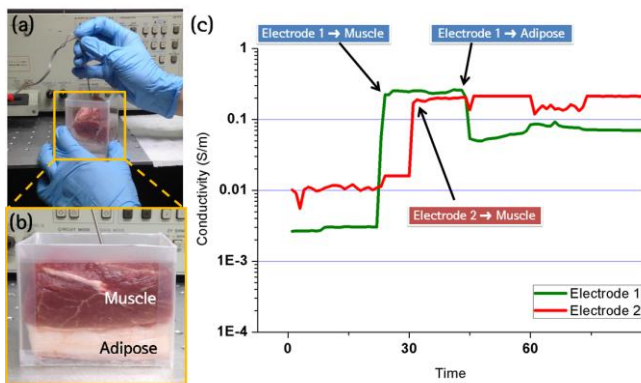 (a)
(b)
Muscle
Adipose
(c)
Electrode 1 → Muscle
Electrode 1 → Adipose
Electrode 2 → Muscle
Conductivity (S/m)
1
0.1
0.01
1E-3
1E-4
0
30
60
Time
Electrode 1
Electrode 2